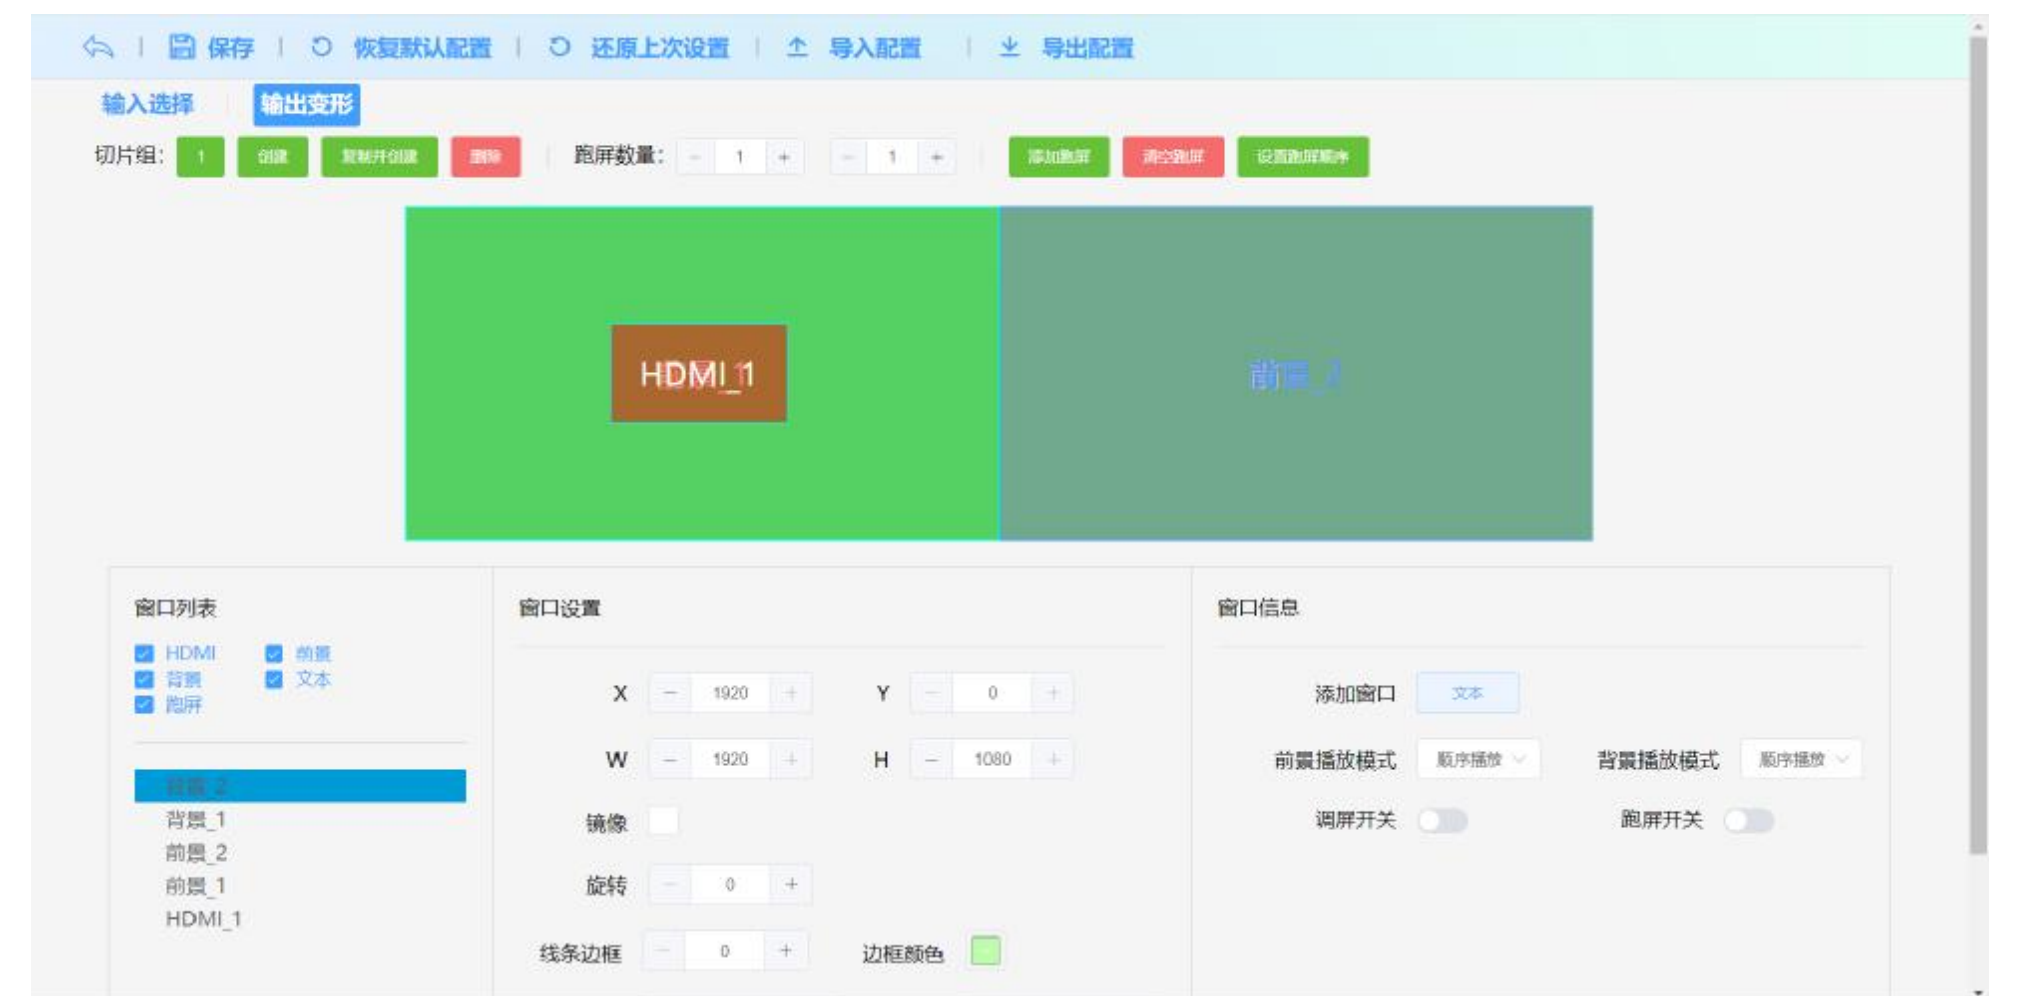 保存 恢复默认配置 还原上次设置 导入配置 导出配置
输入选择 输出变形
切片组: 1 创建 复制并创建 删除 跑屏数量: - 1 + - 1 + 添加跑屏 清空跑屏 设置跑屏顺序
HDMI_1
窗口列表 窗口设置 窗口信息
HDMI 前景
背景 文本
跑屏
X - 1920 + Y - 0 + 添加窗口 文本
W - 1920 + H - 1080 + 前景播放模式 顺序播放 背景播放模式 顺序播放
背景_1
镜像 调屏开关 跑屏开关
前景_2
前景_1
旋转 - 0 +
HDMI_1
线条边框 - 0 + 边框颜色